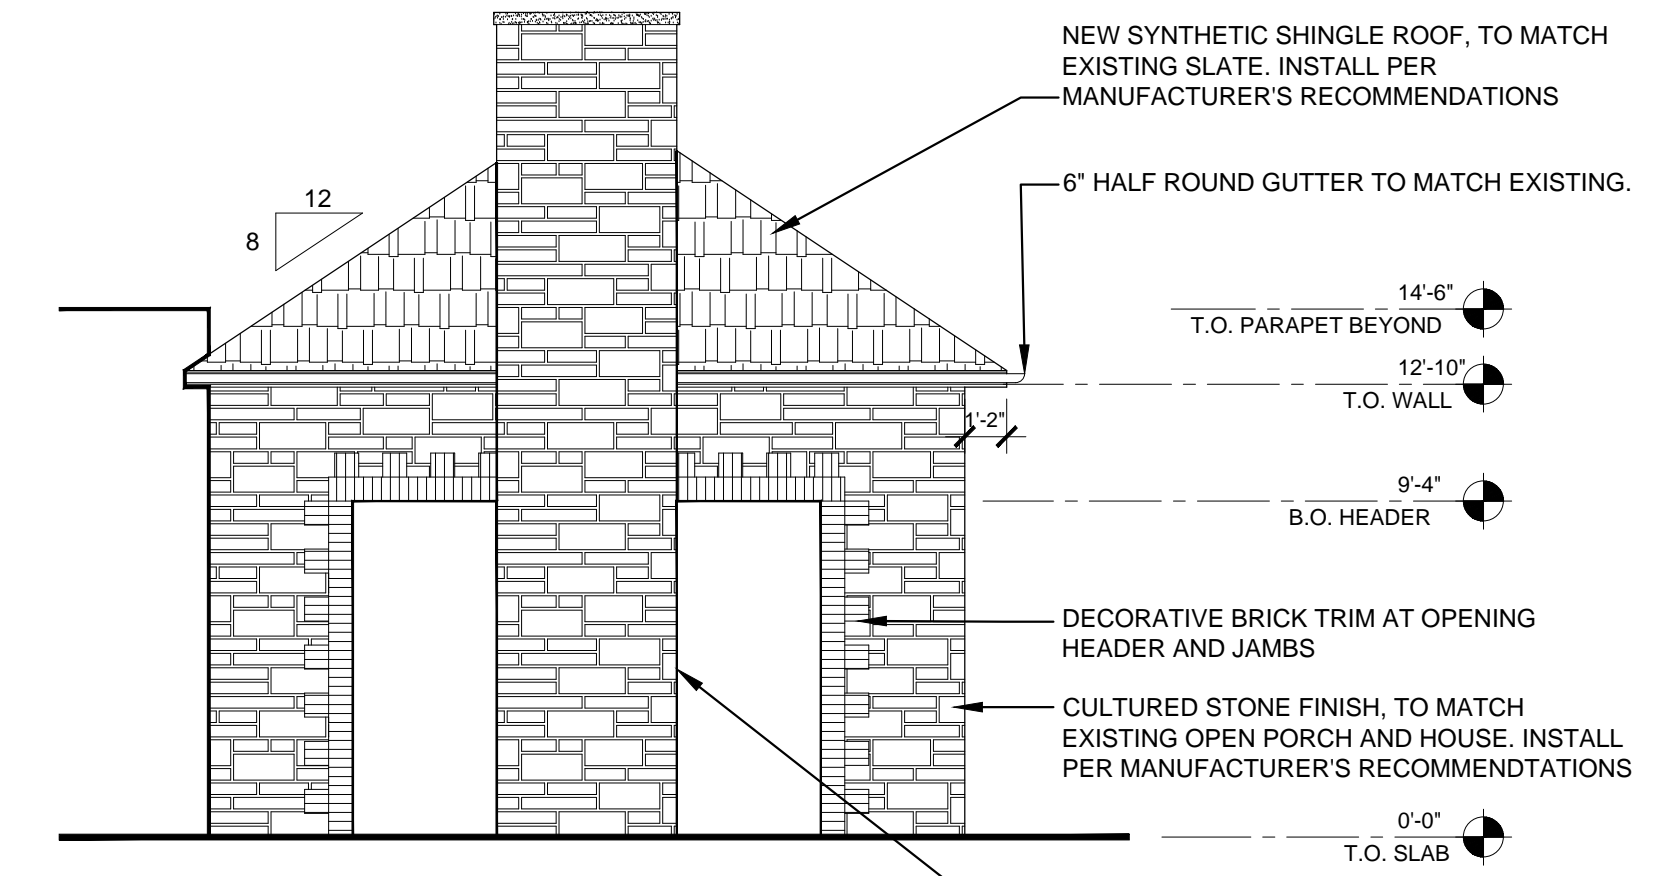 NEW SYNTHETIC SHINGLE ROOF, TO MATCH
EXISTING SLATE. INSTALL PER
MANUFACTURER'S RECOMMENDATIONS
6" HALF ROUND GUTTER TO MATCH EXISTING.
12
8
14'-6"
T.O. PARAPET BEYOND
12'-10"
T.O. WALL
1'-2"
9'-4"
B.O. HEADER
DECORATIVE BRICK TRIM AT OPENING
HEADER AND JAMBS
CULTURED STONE FINISH, TO MATCH
EXISTING OPEN PORCH AND HOUSE. INSTALL
PER MANUFACTURER'S RECOMMENDTATIONS
0'-0"
T.O. SLAB